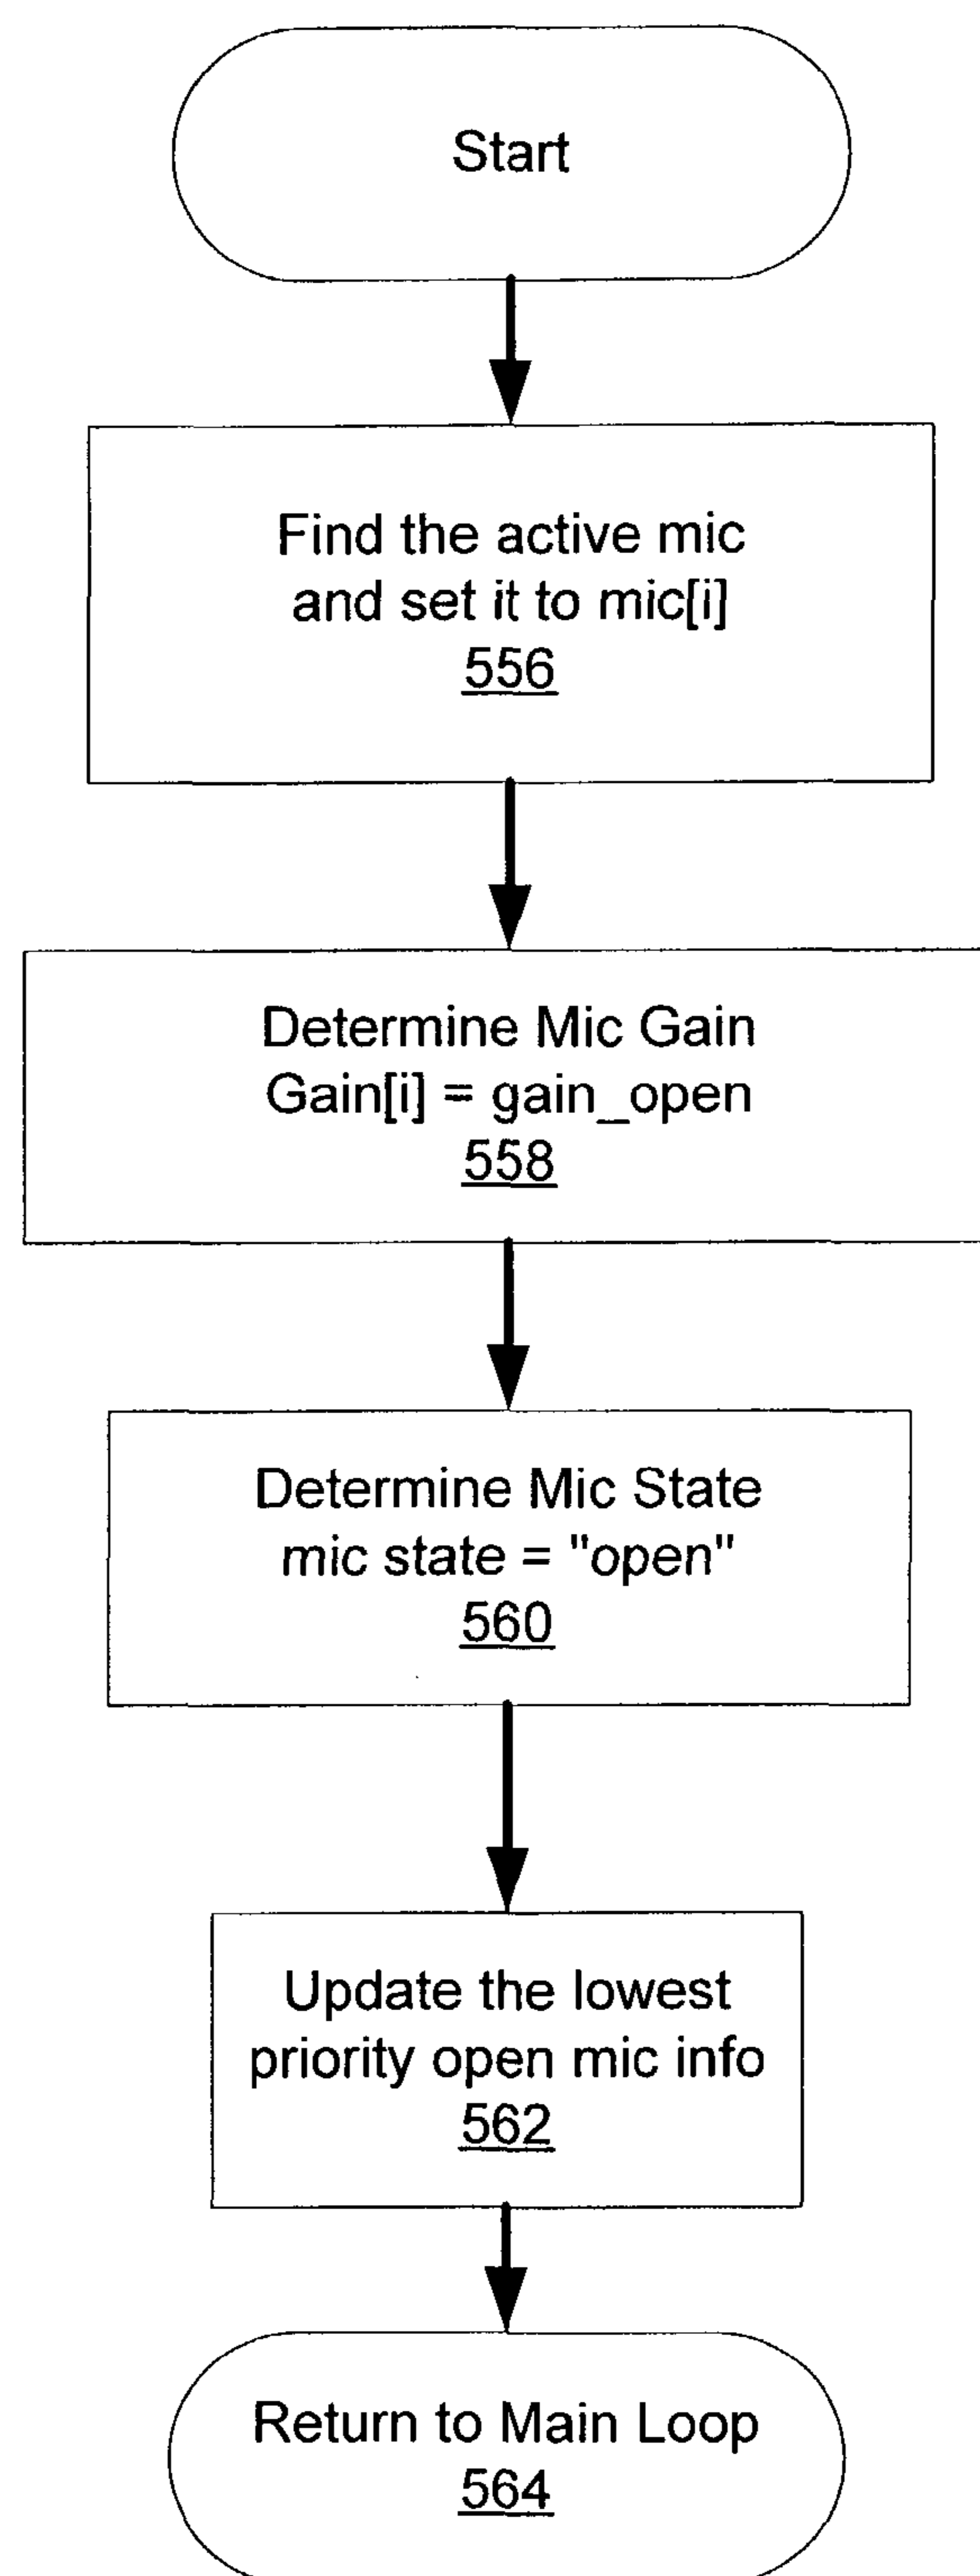 Start
Find the active mic
and set it to mic[i]
556
Determine Mic Gain
Gain[i] = gain_open
558
Determine Mic State
mic state = "open"
560
Update the lowest
priority open mic info
562
Return to Main Loop
564